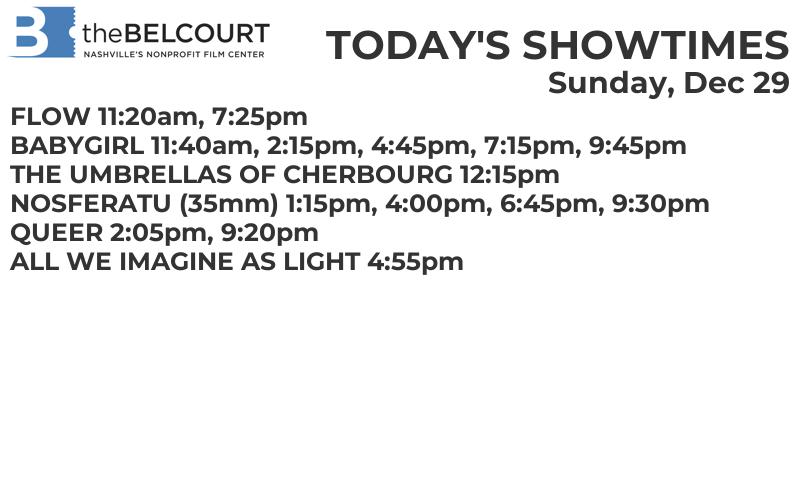 B theBELCOURT
NASHVILLE'S NONPROFIT FILM CENTER
TODAY'S SHOWTIMES
Sunday, Dec 29
FLOW 11:20am, 7:25pm
BABYGIRL 11:40am, 2:15pm, 4:45pm, 7:15pm, 9:45pm
THE UMBRELLAS OF CHERBOURG 12:15pm
NOSFERATU (35mm) 1:15pm, 4:00pm, 6:45pm, 9:30pm
QUEER 2:05pm, 9:20pm
ALL WE IMAGINE AS LIGHT 4:55pm